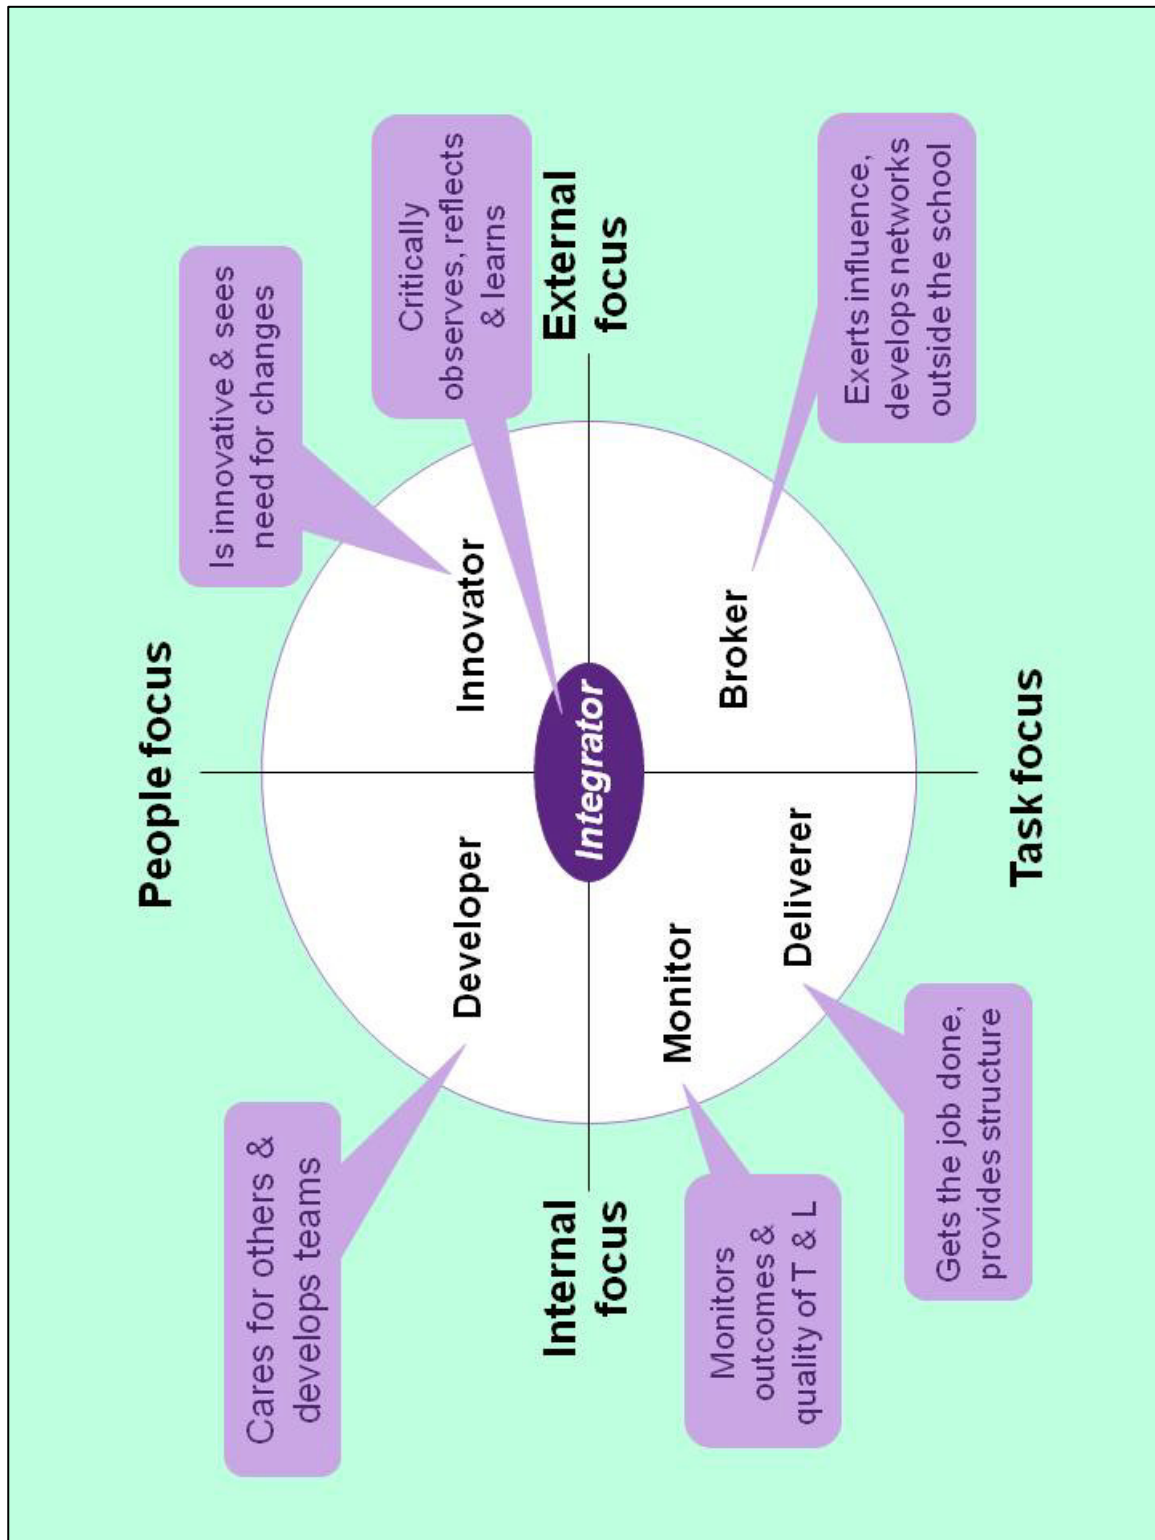 People focus
Is innovative & sees
need for changes
Cares for others &
develops teams
Critically
observes, reflects
& learns
Developer
Innovator
Internal
focus
Integrator
External
focus
Monitor
Broker
Monitors
outcomes &
quality of T & L
Deliverer
Exerts influence,
develops networks
outside the school
Gets the job done,
provides structure
Task focus